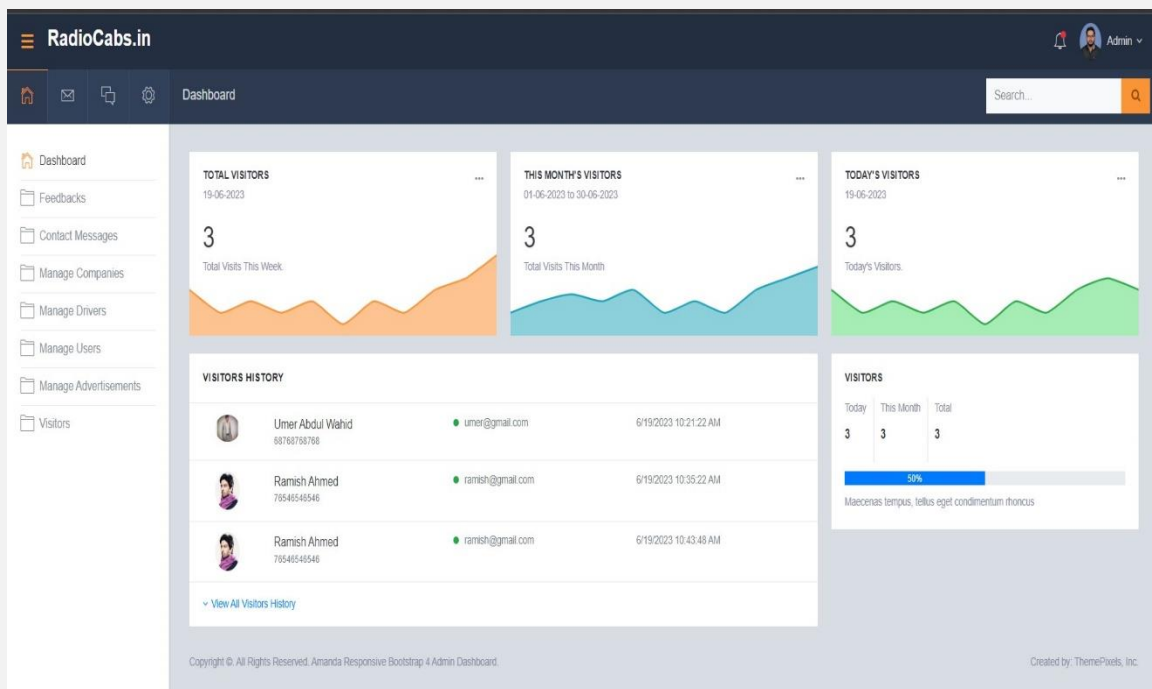 RadioCabs.in
Admin
Dashboard
Search...
Dashboard
Feedbacks
Contact Messages
Manage Companies
Manage Drivers
Manage Users
Manage Advertisements
Visitors
TOTAL VISITORS
19-06-2023
3
Total Visits This Week.
THIS MONTH'S VISITORS
01-06-2023 to 30-06-2023
3
Total Visits This Month
TODAY'S VISITORS
19-06-2023
3
Today's Visitors.
VISITORS HISTORY
Umer Abdul Wahid umer@gmail.com 6/19/2023 10:21:22 AM
68768768768
Ramish Ahmed ramish@gmail.com 6/19/2023 10:35:22 AM
76546546546
Ramish Ahmed ramish@gmail.com 6/19/2023 10:43:48 AM
76546546546
View All Visitors History
VISITORS
Today This Month Total
3 3 3
50%
Maecenas tempus, tellus eget condimentum rhoncus
Copyright ©. All Rights Reserved. Amanda Responsive Bootstrap 4 Admin Dashboard.
Created by: ThemePixels, Inc.